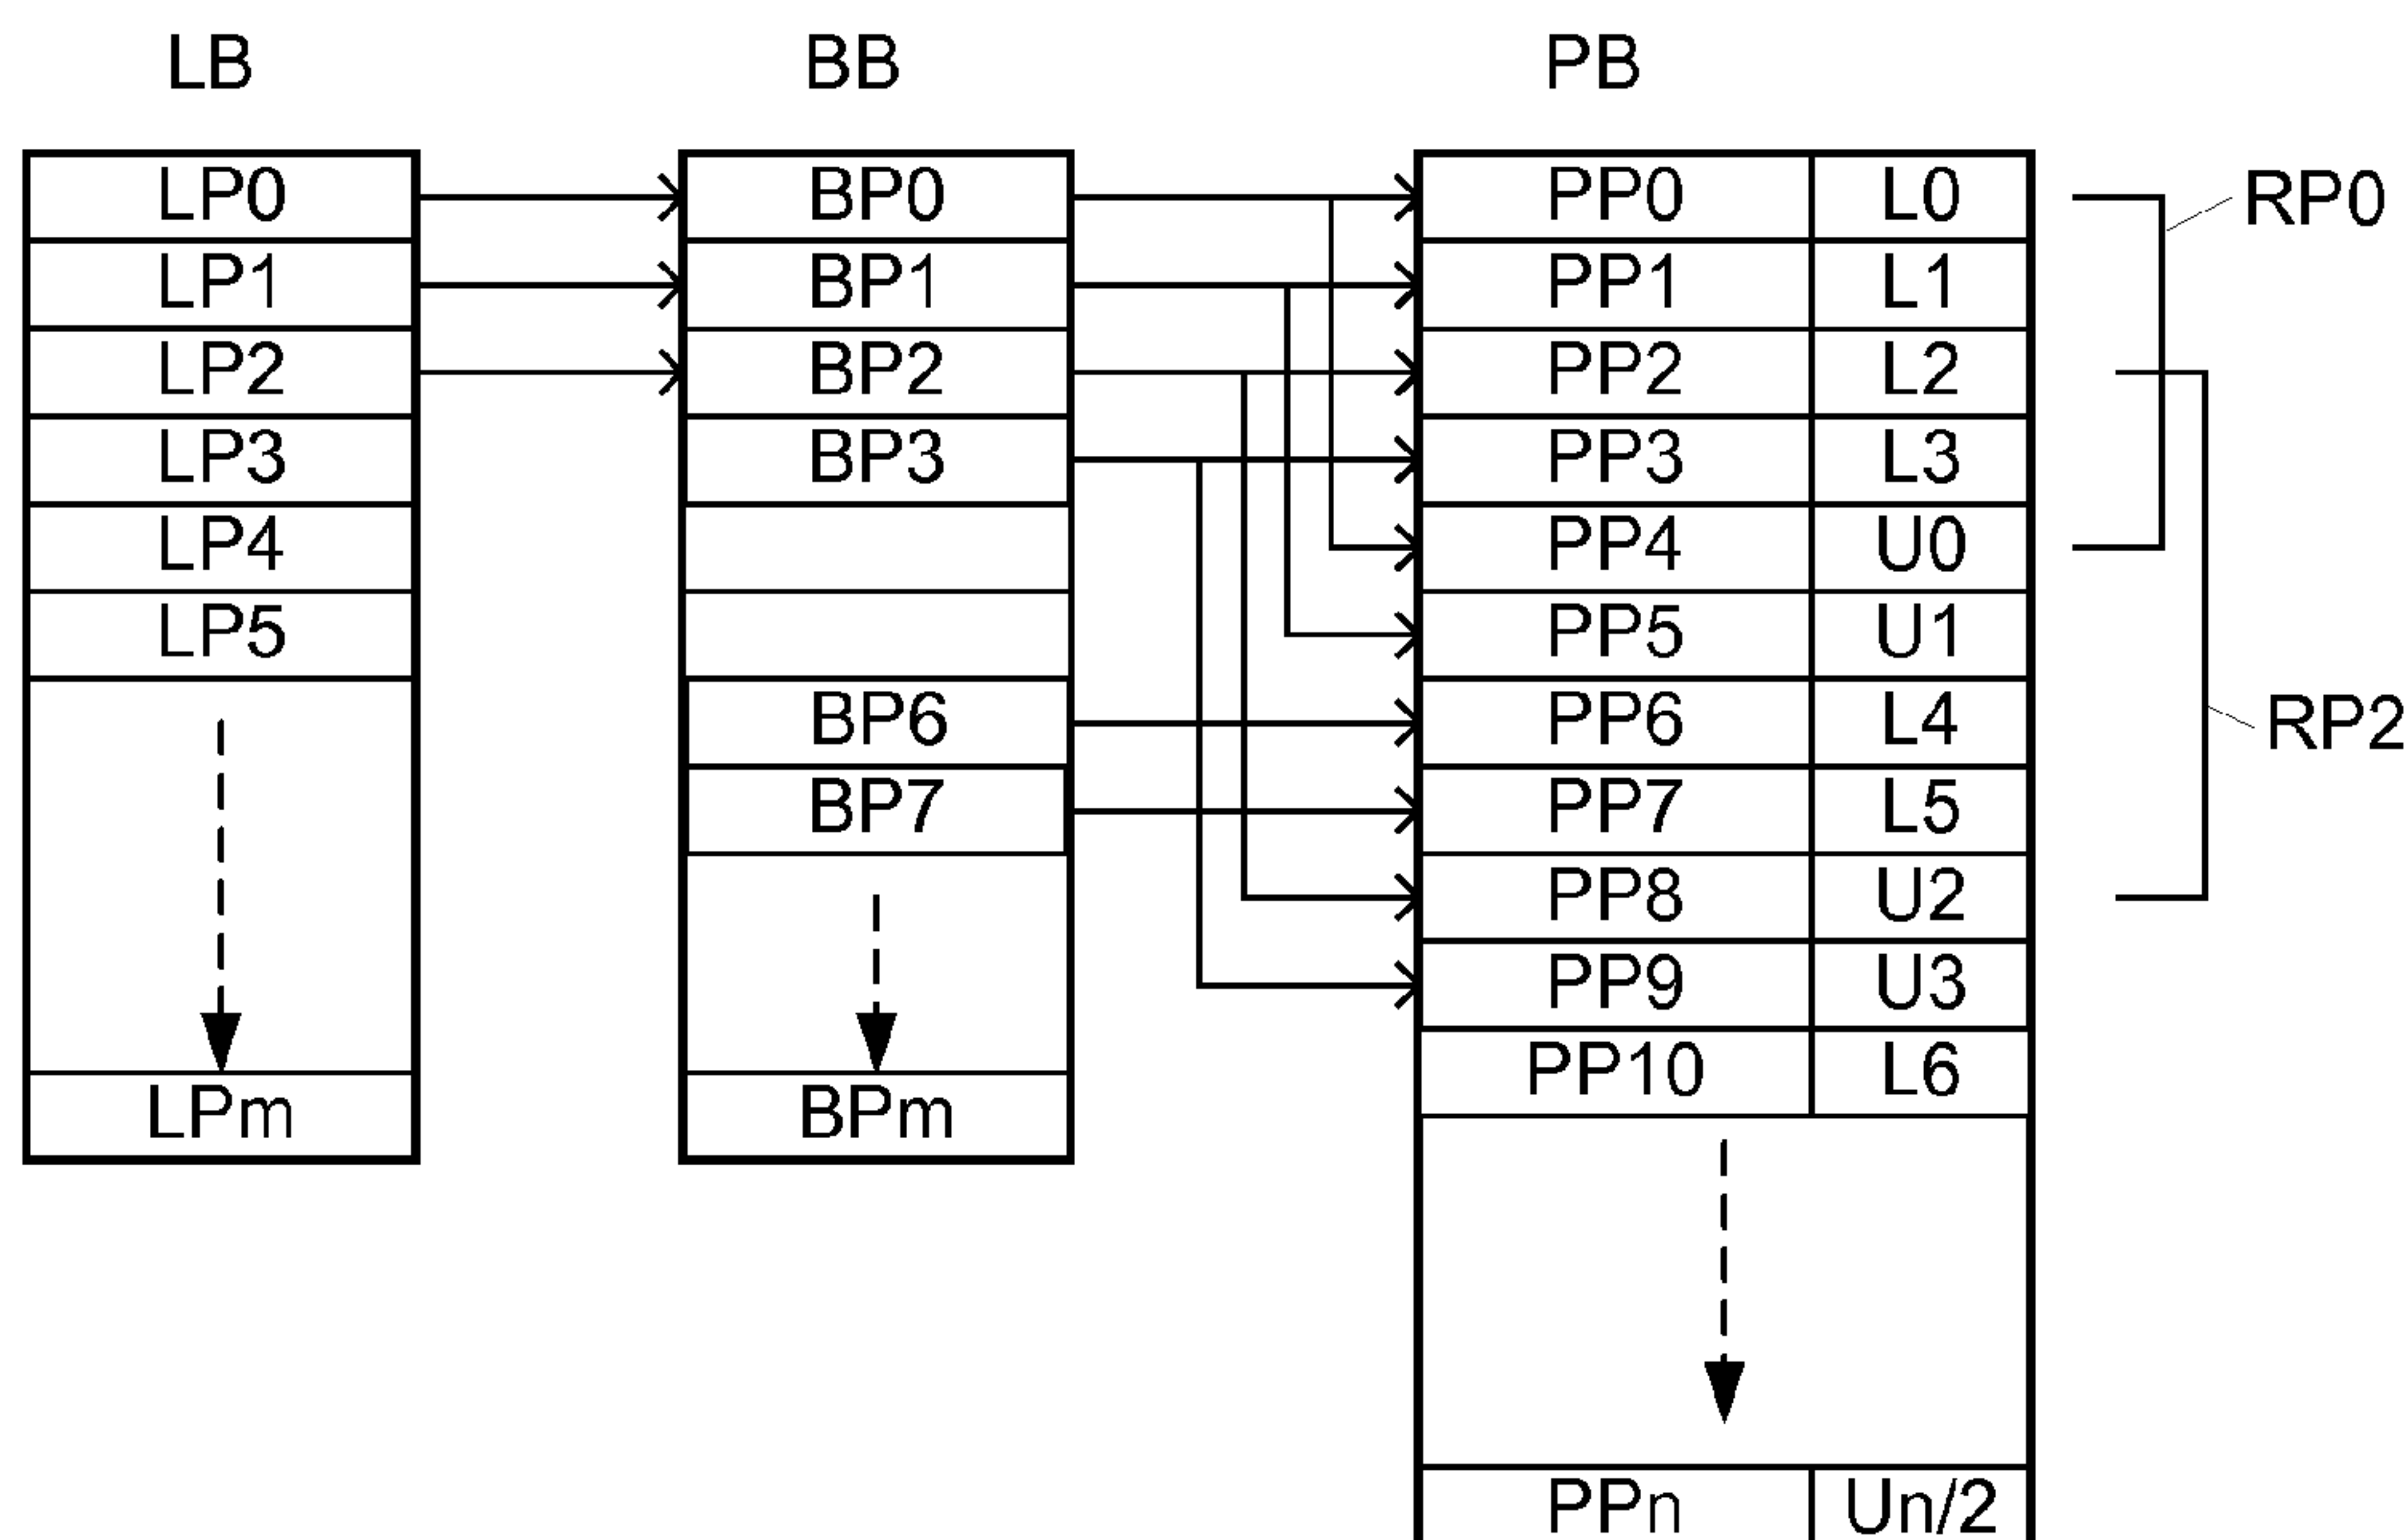 LB BB PB
LP0 BP0 PP0 L0 RP0
LP1 BP1 PP1 L1
LP2 BP2 PP2 L2
LP3 BP3 PP3 L3
LP4 PP4 U0
LP5 PP5 U1
BP6 PP6 L4 RP2
BP7 PP7 L5
PP8 U2
PP9 U3
PP10 L6
LPm BPm
PPn Un/2